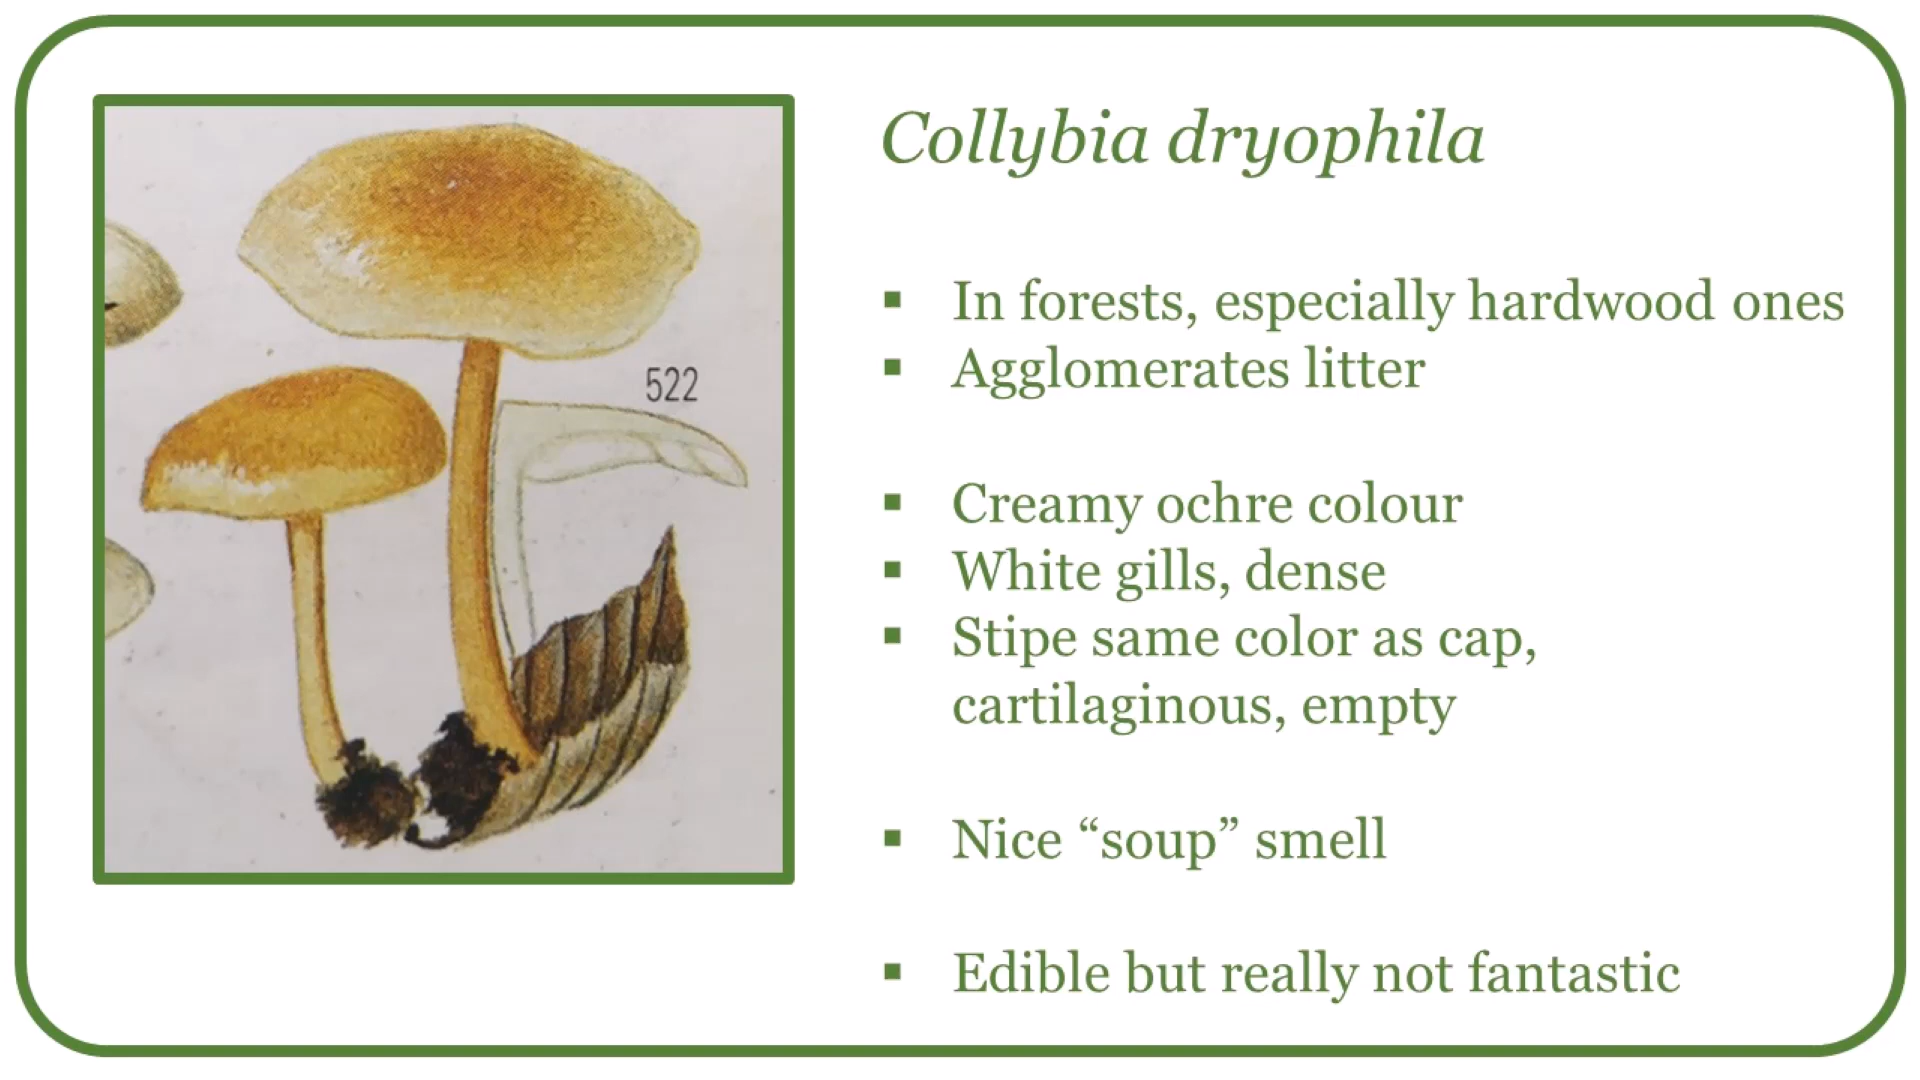 Collybia dryophila
▪ In forests, especially hardwood ones
▪ Agglomerates litter
▪ Creamy ochre colour
▪ White gills, dense
▪ Stipe same color as cap,
cartilaginous, empty
▪ Nice “soup” smell
▪ Edible but really not fantastic
522